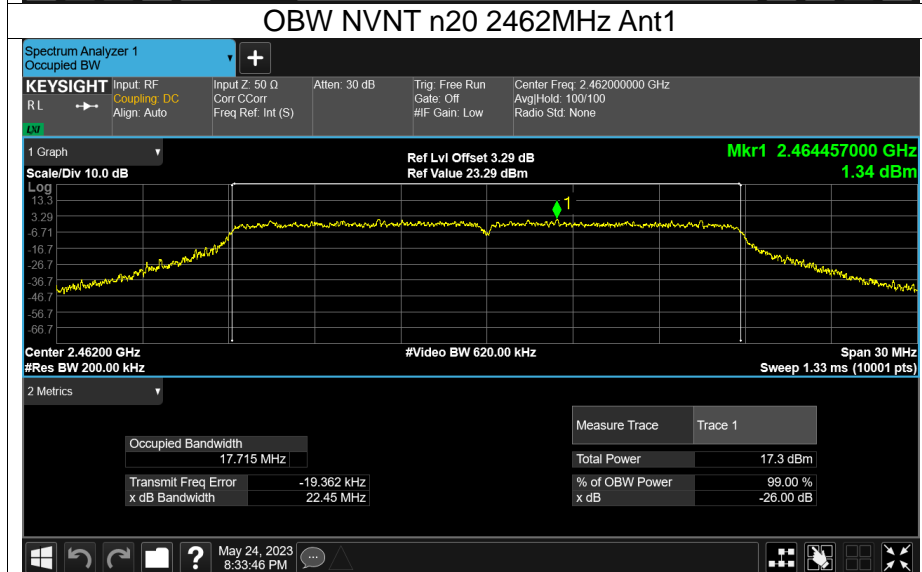 OBW NVNT n20 2462MHz Ant1
Spectrum Analyzer 1
Occupied BW
KEYSIGHT
R L
LXI
Input: RF
Coupling: DC
Align: Auto
Input Z: 50 Ω
Corr CCorr
Freq Ref: Int (S)
Atten: 30 dB
Trig: Free Run
Gate: Off
#IF Gain: Low
Center Freq: 2.462000000 GHz
Avg|Hold: 100/100
Radio Std: None
1 Graph
Scale/Div 10.0 dB
Ref Lvl Offset 3.29 dB
Ref Value 23.29 dBm
Mkr1 2.464457000 GHz
1.34 dBm
Log
13.3
3.29
-6.71
-16.7
-26.7
-36.7
-46.7
-56.7
-66.7
1
Center 2.46200 GHz
#Res BW 200.00 kHz
#Video BW 620.00 kHz
Span 30 MHz
Sweep 1.33 ms (10001 pts)
2 Metrics
Measure Trace Trace 1
Occupied Bandwidth
17.715 MHz
Total Power 17.3 dBm
Transmit Freq Error -19.362 kHz
% of OBW Power 99.00 %
x dB Bandwidth 22.45 MHz
x dB -26.00 dB
May 24, 2023
8:33:46 PM